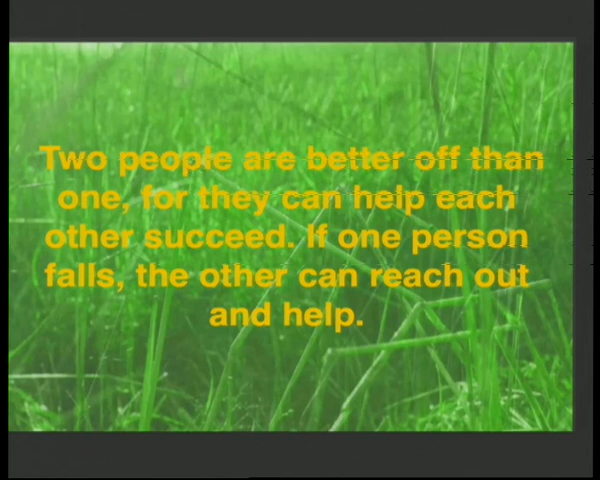 Two people are better off than
one, for they can help each
other succeed. If one person
falls, the other can reach out
and help.